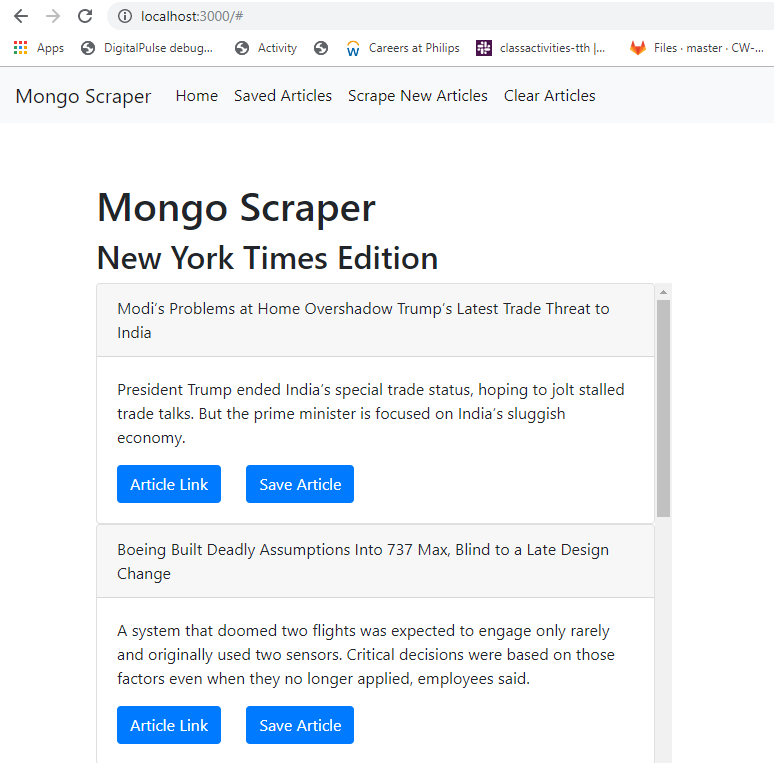 localhost:3000/#
Apps DigitalPulse debug... Activity Careers at Philips classactivities-tth |... Files · master · CW-...
Mongo Scraper Home Saved Articles Scrape New Articles Clear Articles
Mongo Scraper
New York Times Edition
Modi’s Problems at Home Overshadow Trump’s Latest Trade Threat to
India
President Trump ended India’s special trade status, hoping to jolt stalled
trade talks. But the prime minister is focused on India’s sluggish
economy.
Article Link Save Article
Boeing Built Deadly Assumptions Into 737 Max, Blind to a Late Design
Change
A system that doomed two flights was expected to engage only rarely
and originally used two sensors. Critical decisions were based on those
factors even when they no longer applied, employees said.
Article Link Save Article